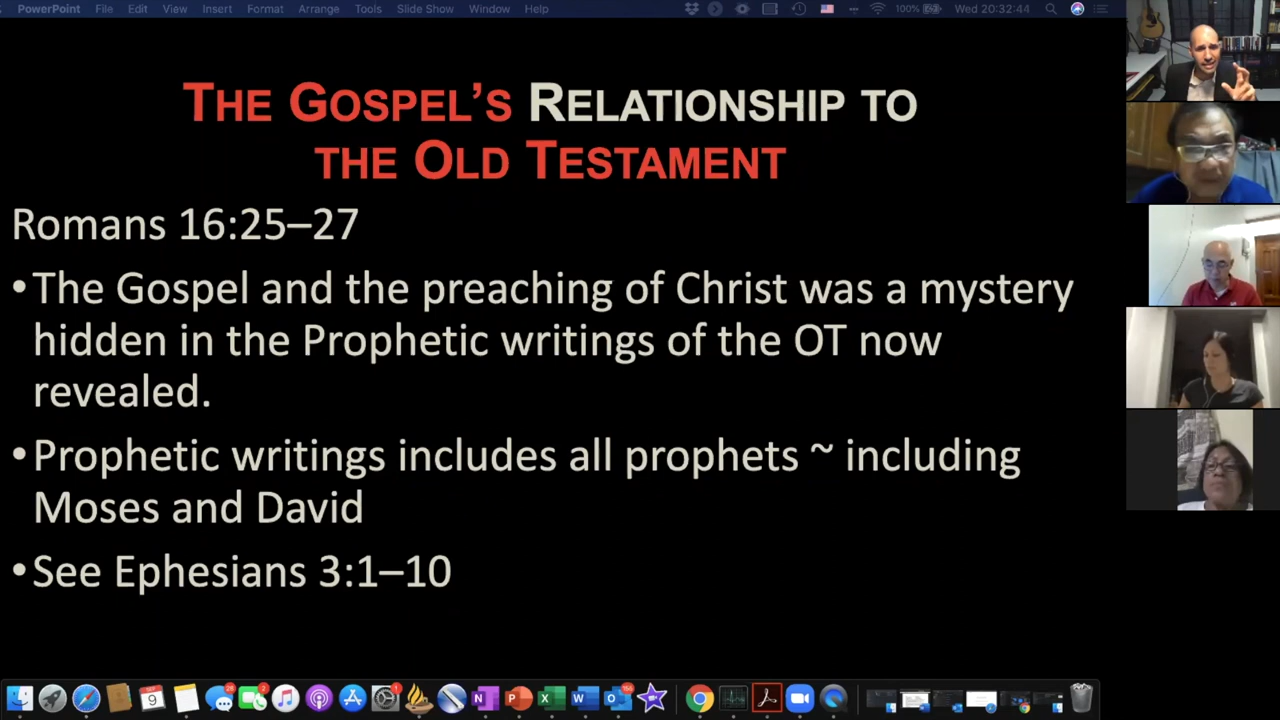 PowerPoint File Edit View Insert Format Arrange Tools Slide Show Window Help 100% Wed 20:32:44
THE GOSPEL'S RELATIONSHIP TO
THE OLD TESTAMENT
Romans 16:25–27
•The Gospel and the preaching of Christ was a mystery
hidden in the Prophetic writings of the OT now
revealed.
•Prophetic writings includes all prophets ~ including
Moses and David
•See Ephesians 3:1–10
9